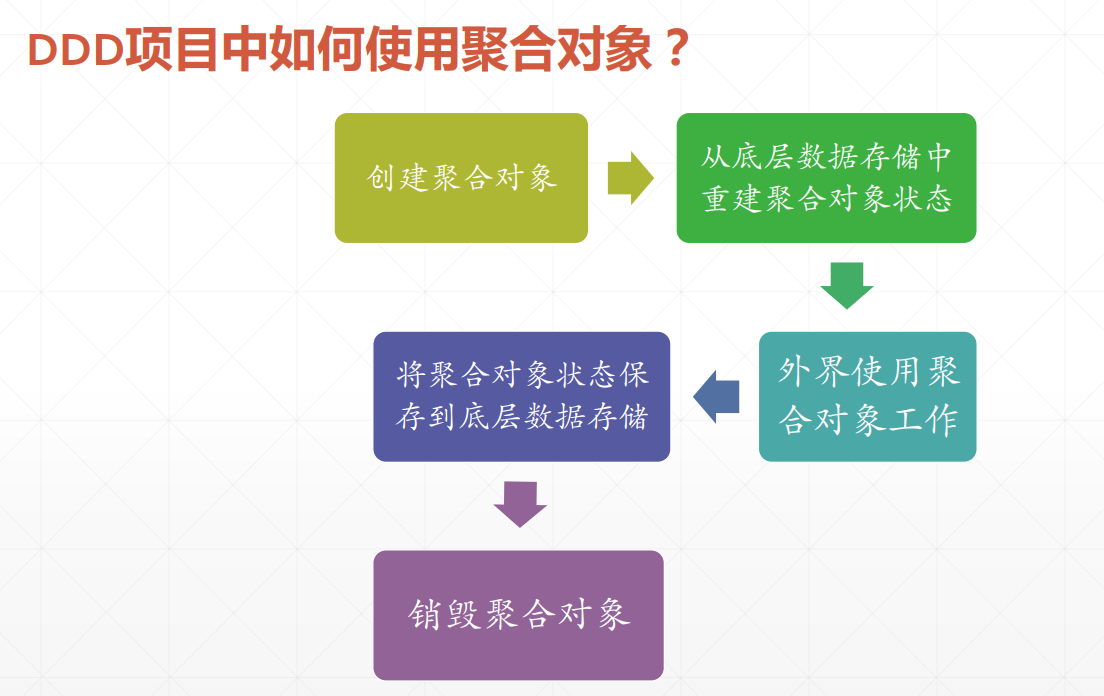 DDD项目中如何使用聚合对象？
创建聚合对象
从底层数据存储中
重建聚合对象状态
外界使用聚
合对象工作
将聚合对象状态保
存到底层数据存储
销毁聚合对象